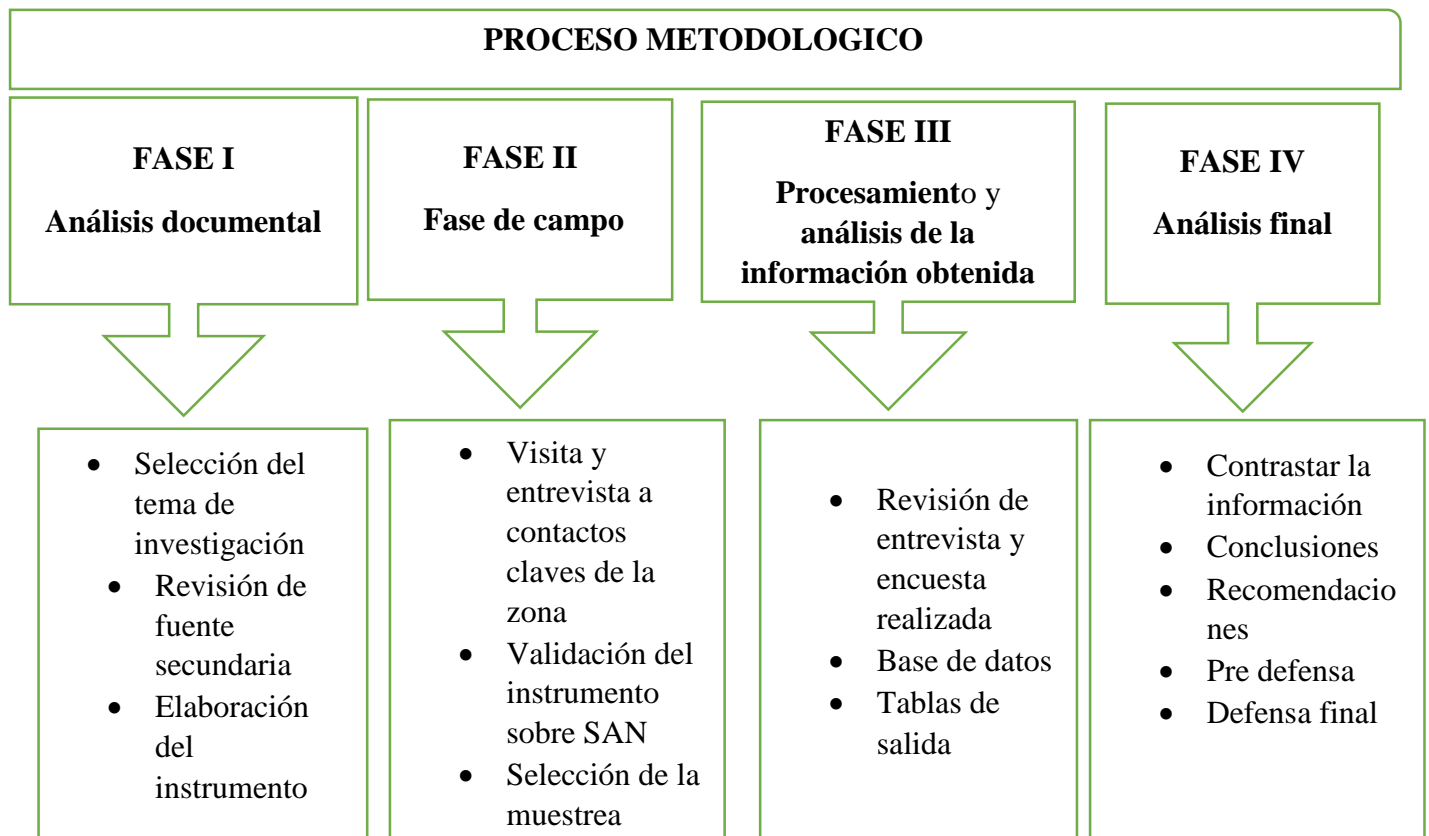 PROCESO METODOLOGICO
FASE I
Análisis documental
FASE II
Fase de campo
FASE III
Procesamiento y
análisis de la
información obtenida
FASE IV
Análisis final
• Selección del
tema de
investigación
• Revisión de
fuente
secundaria
• Elaboración
del
instrumento
• Visita y
entrevista a
contactos
claves de la
zona
• Validación del
instrumento
sobre SAN
• Selección de la
muestrea
• Revisión de
entrevista y
encuesta
realizada
• Base de datos
• Tablas de
salida
• Contrastar la
información
• Conclusiones
• Recomendacio
nes
• Pre defensa
• Defensa final